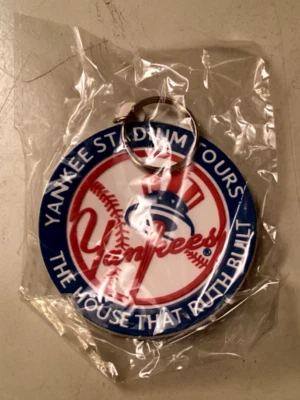 YANKEE STADIUM TOURS
Yankees®
THE HOUSE THAT RUTH BUILT